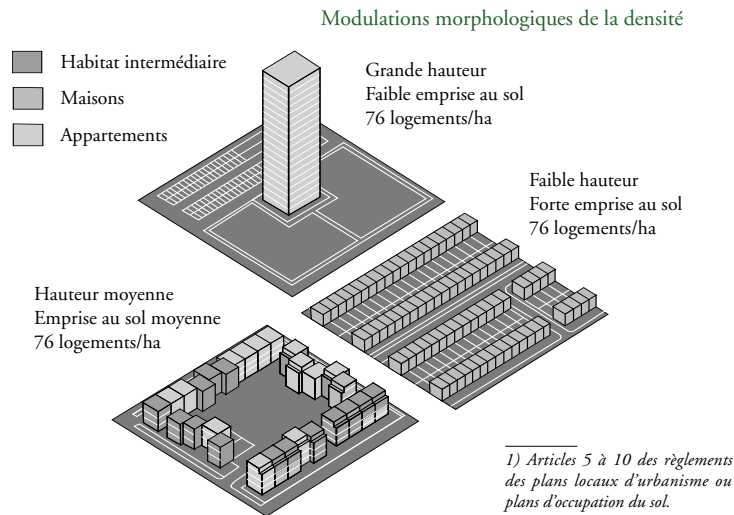 Modulations morphologiques de la densité
Habitat intermédiaire
Maisons
Appartements
Grande hauteur
Faible emprise au sol
76 logements/ha
Faible hauteur
Forte emprise au sol
76 logements/ha
Hauteur moyenne
Emprise au sol moyenne
76 logements/ha
1) Articles 5 à 10 des règlements
des plans locaux d'urbanisme ou
plans d'occupation du sol.